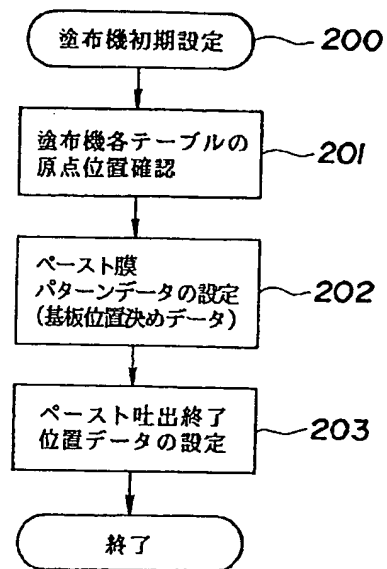 塗布機初期設定
200
塗布機各テーブルの
原点位置確認
201
ペースト膜
パターンデータの設定
(基板位置決めデータ)
202
ペースト吐出終了
位置データの設定
203
終了